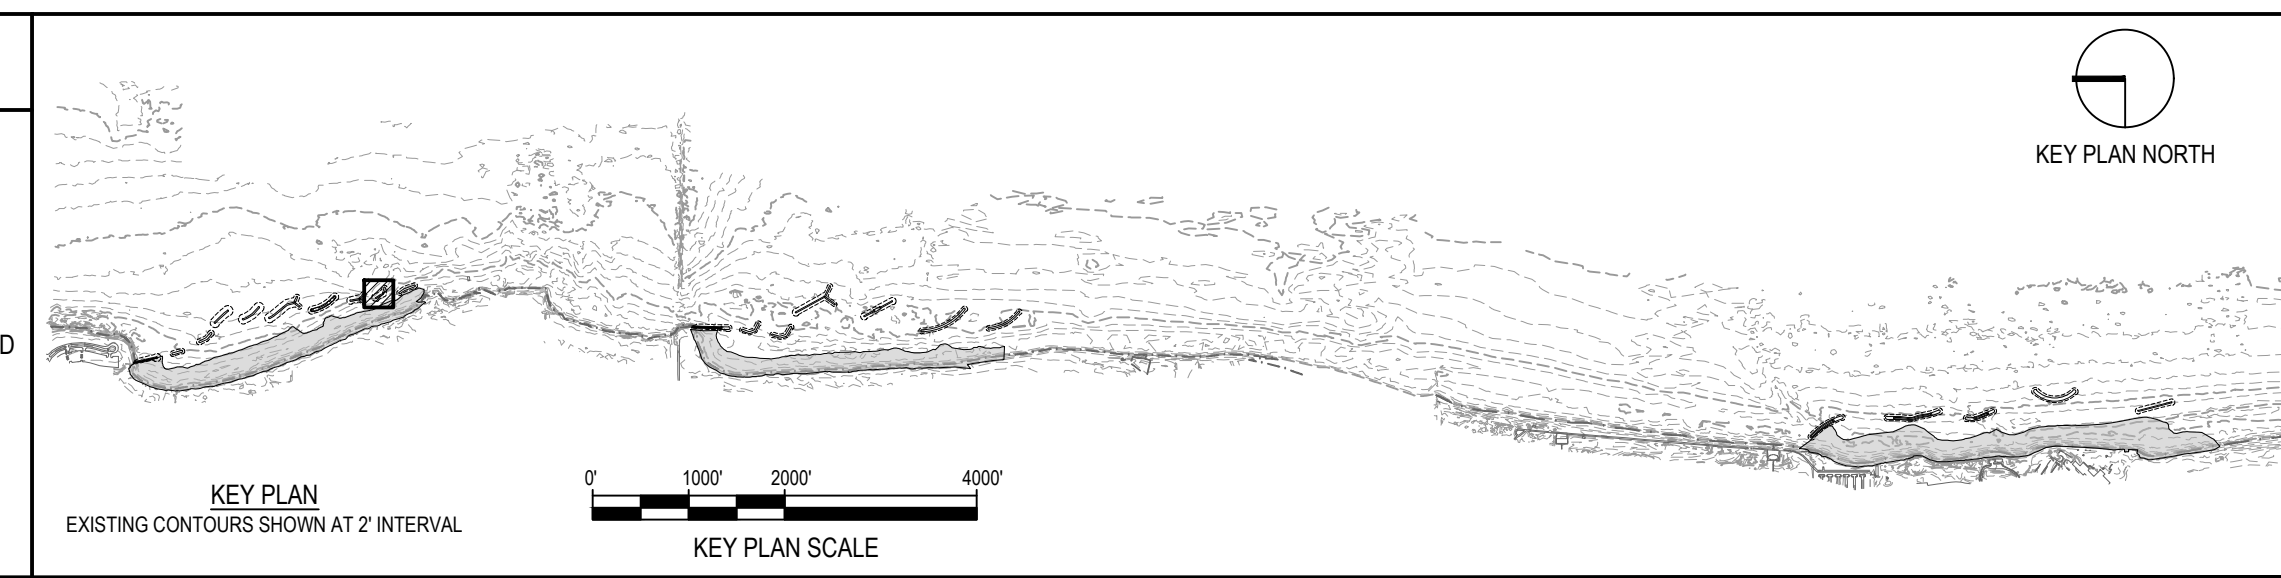 KEY PLAN NORTH
D
0' 1000' 2000' 4000'
KEY PLAN
EXISTING CONTOURS SHOWN AT 2' INTERVAL
KEY PLAN SCALE